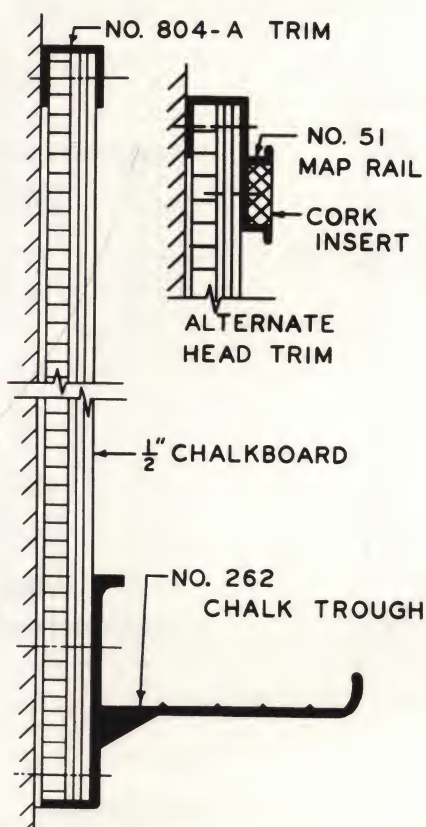 NO. 804-A TRIM
NO. 51
MAP RAIL
CORK
INSERT
ALTERNATE
HEAD TRIM
1/2" CHALKBOARD
NO. 262
CHALK TROUGH